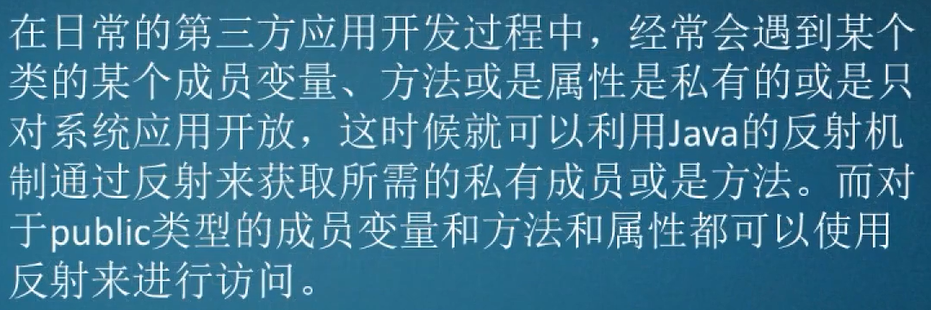 在日常的第三方应用开发过程中，经常会遇到某个
类的某个成员变量、方法或是属性是私有的或是只
对系统应用开放，这时候就可以利用Java的反射机
制通过反射来获取所需的私有成员或是方法。而对
于public类型的成员变量和方法和属性都可以使用
反射来进行访问。